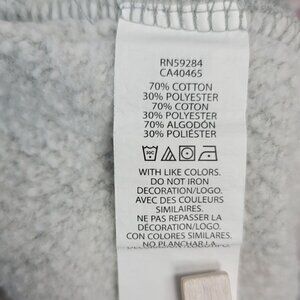 RN59284
CA40465
70% COTTON
30% POLYESTER
70% COTON
30% POLYESTER
70% ALGODÓN
30% POLIÉSTER
30C
WITH LIKE COLORS.
DO NOT IRON
DECORATION/LOGO.
AVEC DES COULEURS
SIMILAIRES.
NE PAS REPASSER LA
DÉCORATION/LOGO.
CON COLORES SIMILARES.
NO PLANCHAR LA